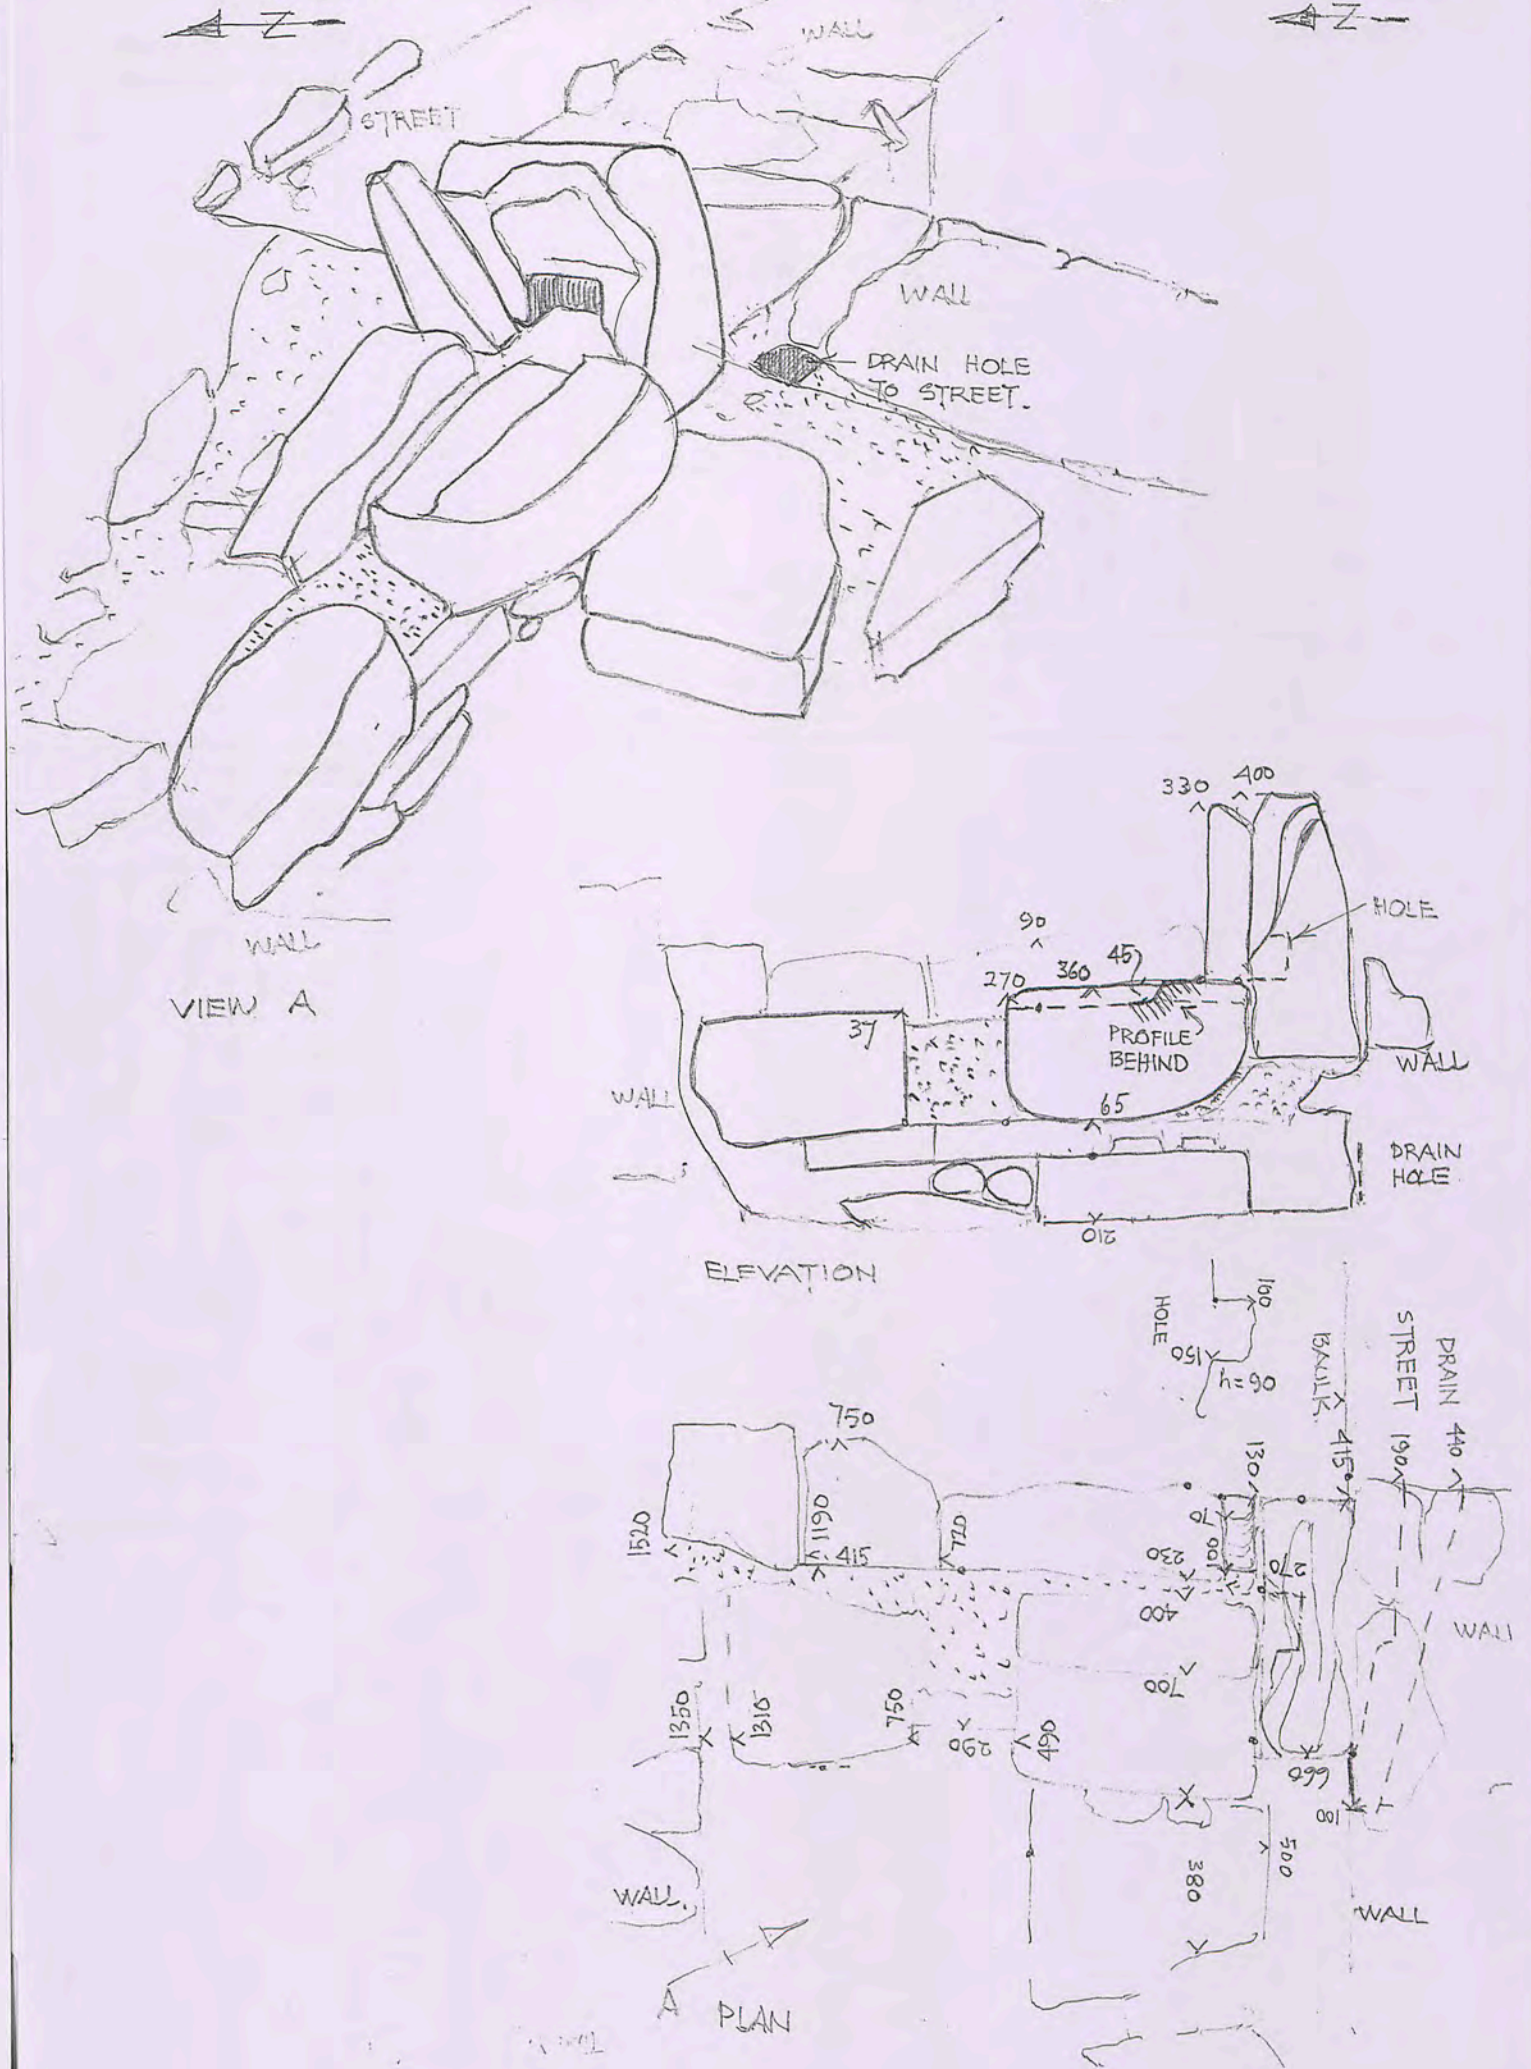 N
N
WALL
STREET
WALL
DRAIN HOLE
TO STREET.
WALL
VIEW A
330
400
HOLE
90
270
360
45
37
PROFILE
BEHIND
WALL
WALL
65
DRAIN
HOLE
210
ELEVATION
HOLE
100
150
h=90
BAULK
STREET
DRAIN
750
130
415
190
440
1520
1190
415
720
70
100
230
270
400
WALL
700
1350
1310
750
290
490
660
100
500
380
WALL
WALL
A
PLAN